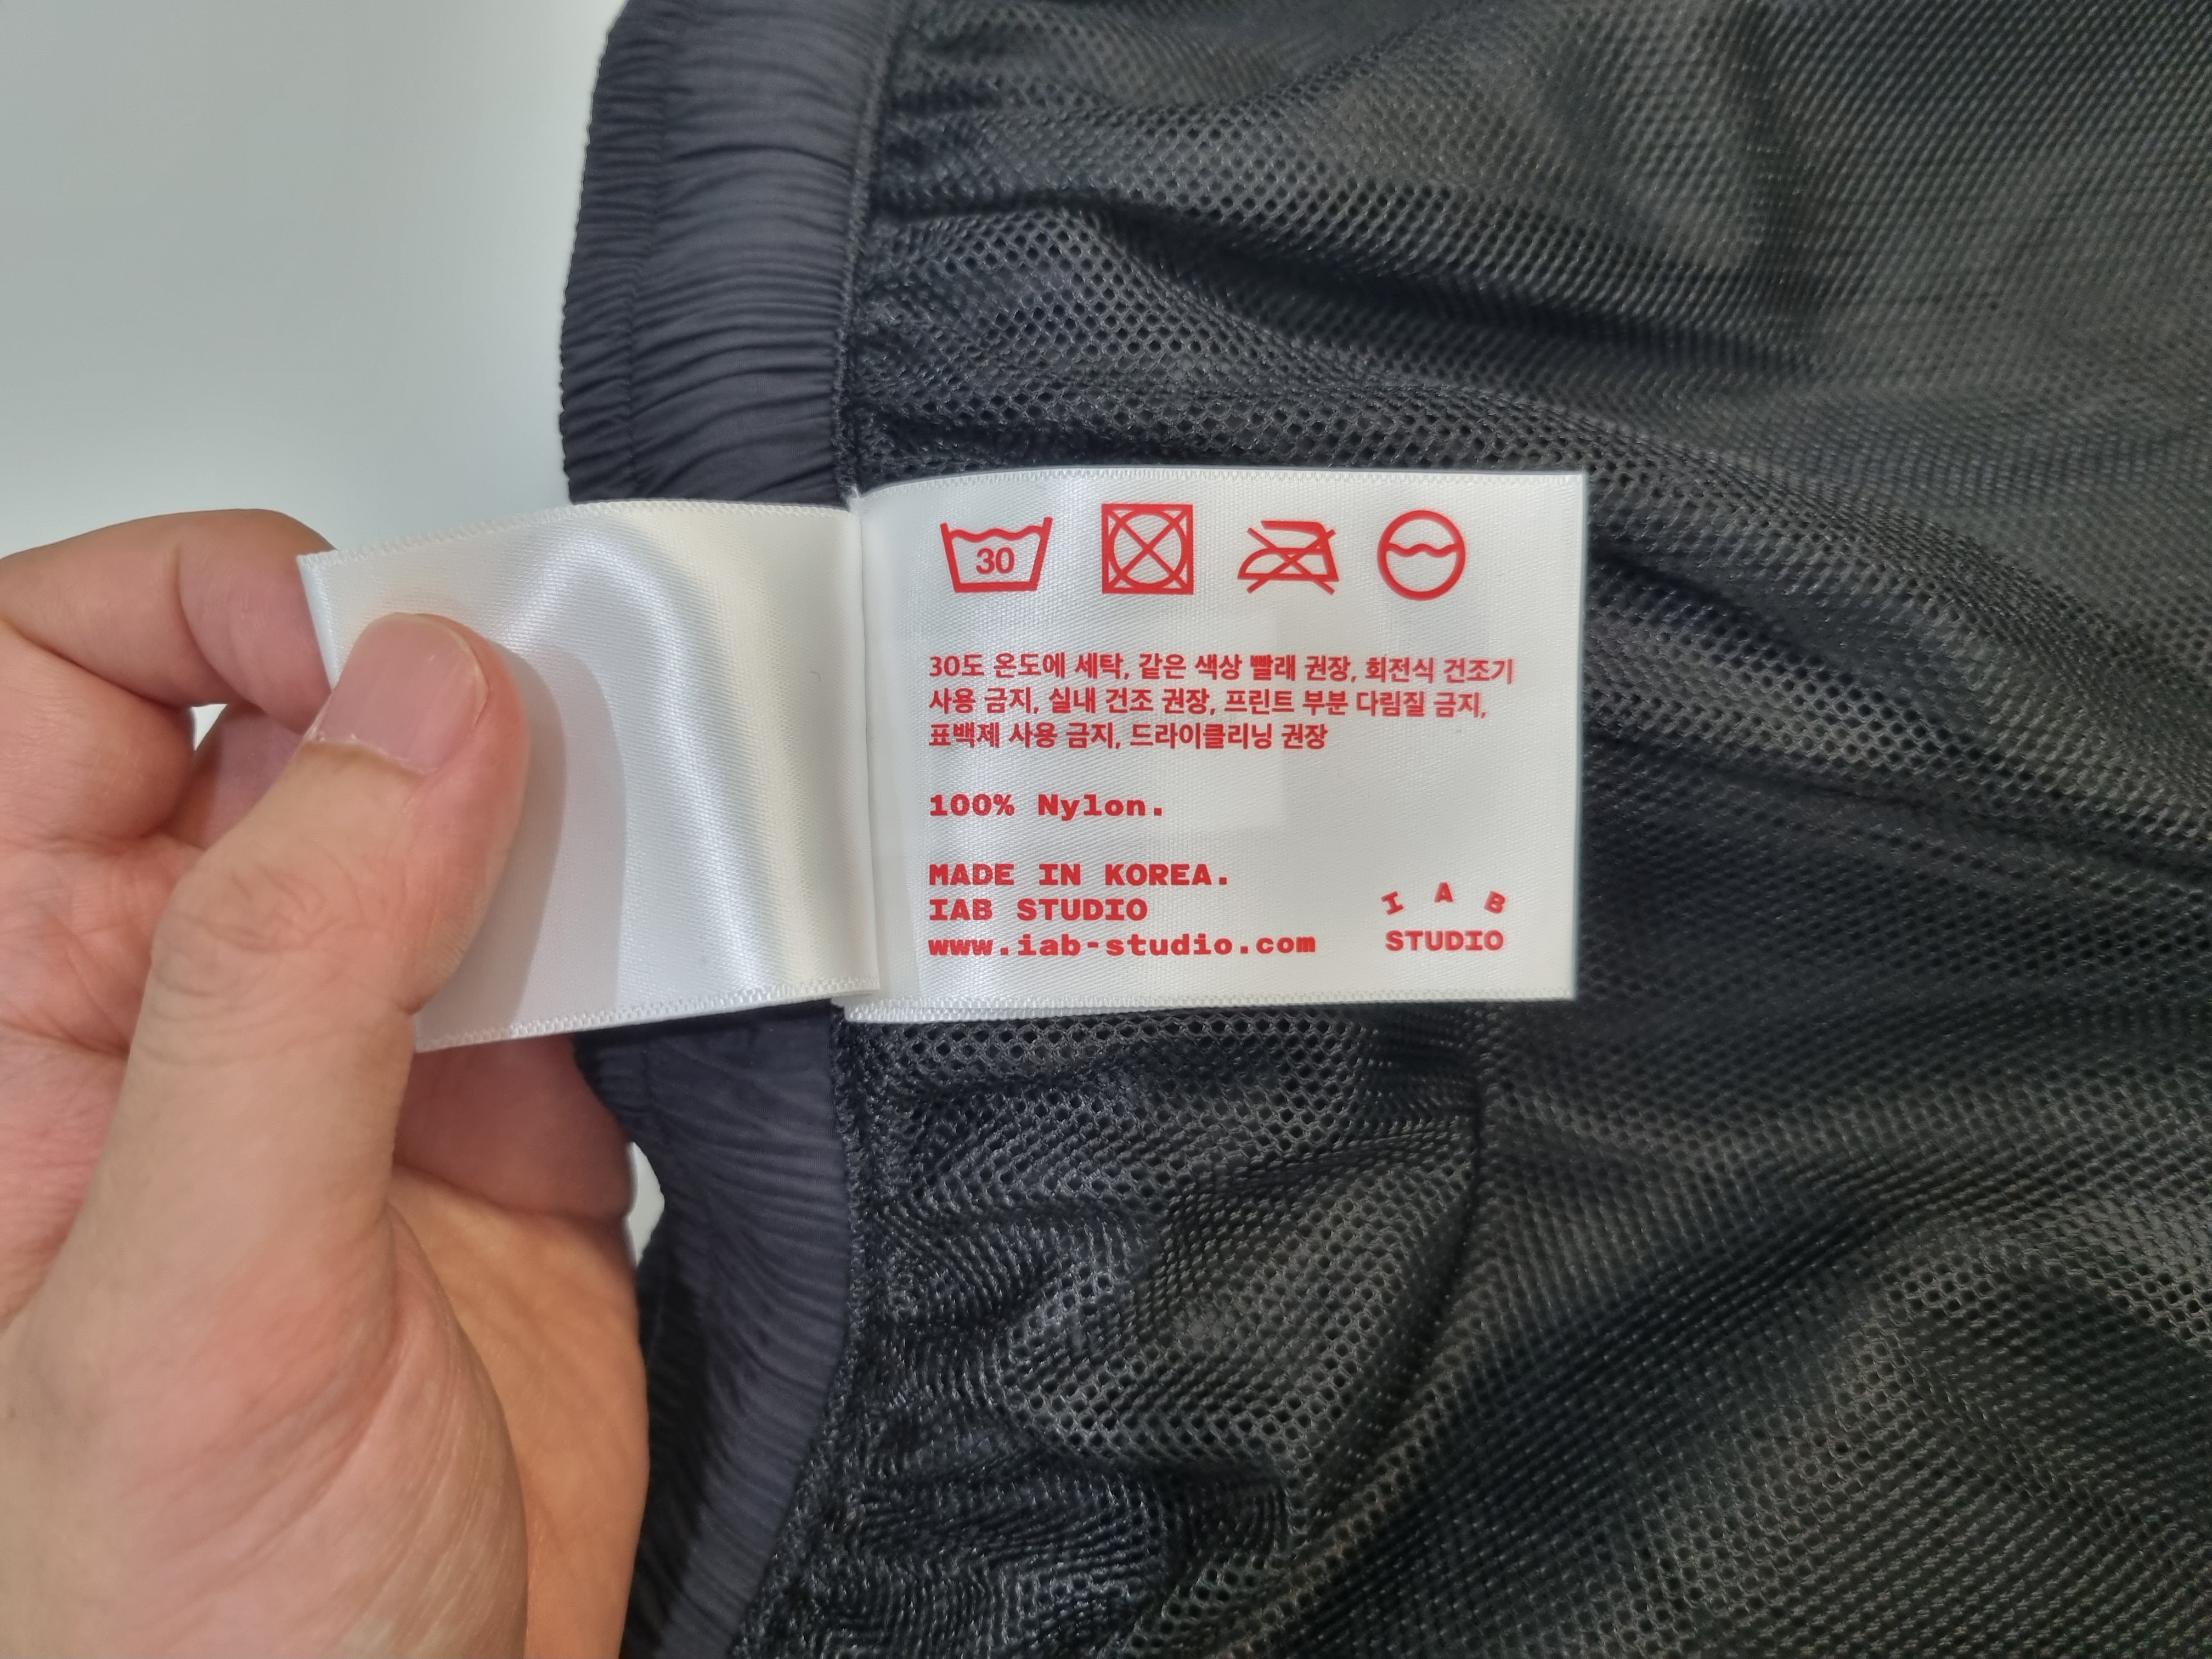 30
30도 온도에 세탁, 같은 색상 빨래 권장, 회전식 건조기
사용 금지, 실내 건조 권장, 프린트 부분 다림질 금지,
표백제 사용 금지, 드라이클리닝 권장
100% Nylon.
MADE IN KOREA.
IAB STUDIO
www.iab-studio.com
I A B
STUDIO